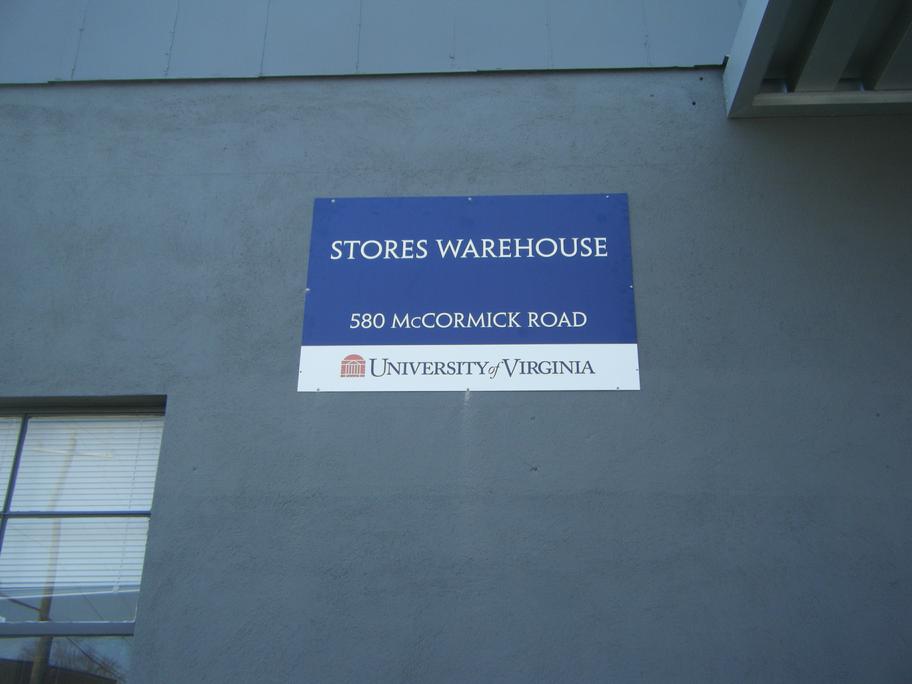 STORES WAREHOUSE
580 McCORMICK ROAD
UNIVERSITY of VIRGINIA